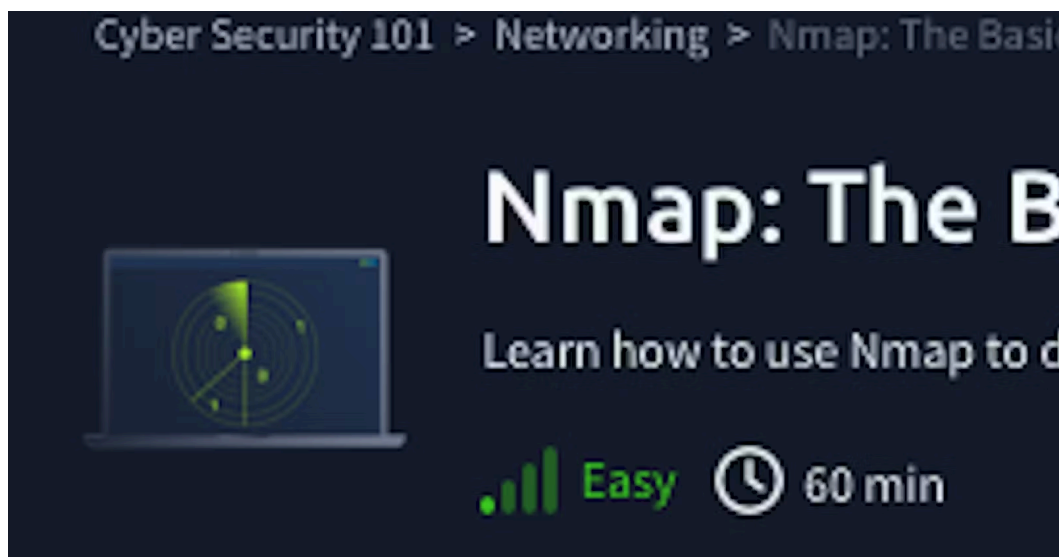 Cyber Security 101 > Networking > Nmap: The Basi
Nmap: The B
Learn how to use Nmap to d
Easy 60 min